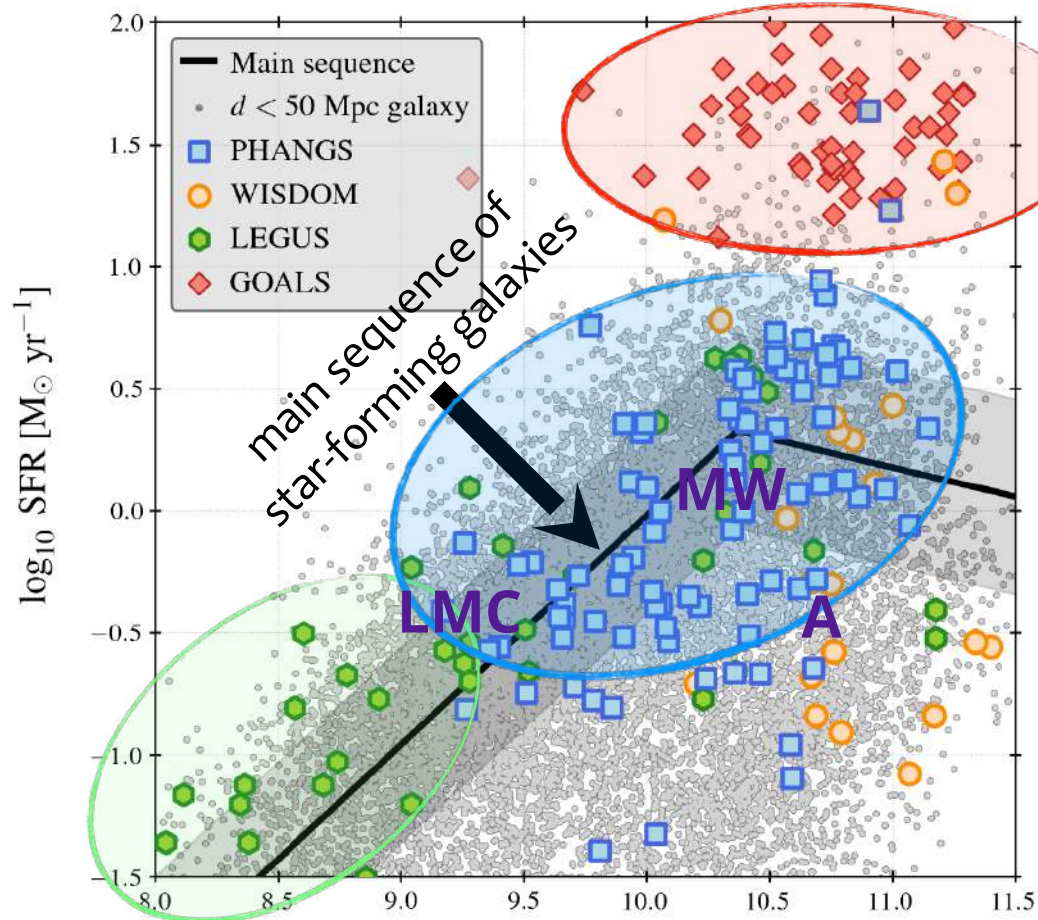 2.0
1.5
1.0
0.5
0.0
−0.5
−1.0
−1.5
log₁₀ SFR [M⊙ yr⁻¹]
Main sequence
d < 50 Mpc galaxy
PHANGS
WISDOM
LEGUS
GOALS
main sequence of
star-forming galaxies
MW
LMC
A
8.0 8.5 9.0 9.5 10.0 10.5 11.0 11.5